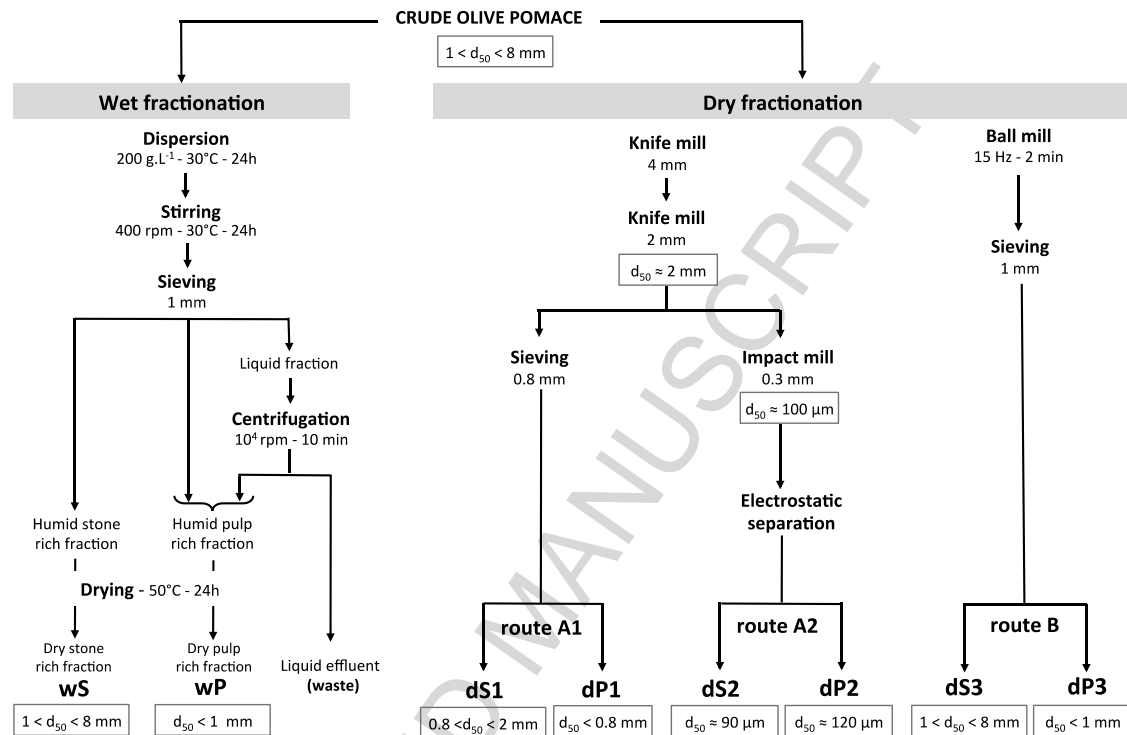 CRUDE OLIVE POMACE
1 < d50 < 8 mm
Wet fractionation
Dispersion
200 g.L-1 - 30°C - 24h
Stirring
400 rpm - 30°C - 24h
Sieving
1 mm
Liquid fraction
Centrifugation
10⁴ rpm - 10 min
Humid stone
rich fraction
Humid pulp
rich fraction
Drying - 50°C - 24h
Dry stone
rich fraction
wS
1 < d50 < 8 mm
Dry pulp
rich fraction
wP
d50 < 1 mm
Liquid effluent
(waste)
Dry fractionation
Knife mill
4 mm
Knife mill
2 mm
d50 ≈ 2 mm
Sieving
0.8 mm
Impact mill
0.3 mm
d50 ≈ 100 µm
Electrostatic
separation
Ball mill
15 Hz - 2 min
Sieving
1 mm
route A1
dS1
0.8 <d50 < 2 mm
dP1
d50 < 0.8 mm
route A2
dS2
d50 ≈ 90 µm
dP2
d50 ≈ 120 µm
route B
dS3
1 < d50 < 8 mm
dP3
d50 < 1 mm
D MANUSCRIPT